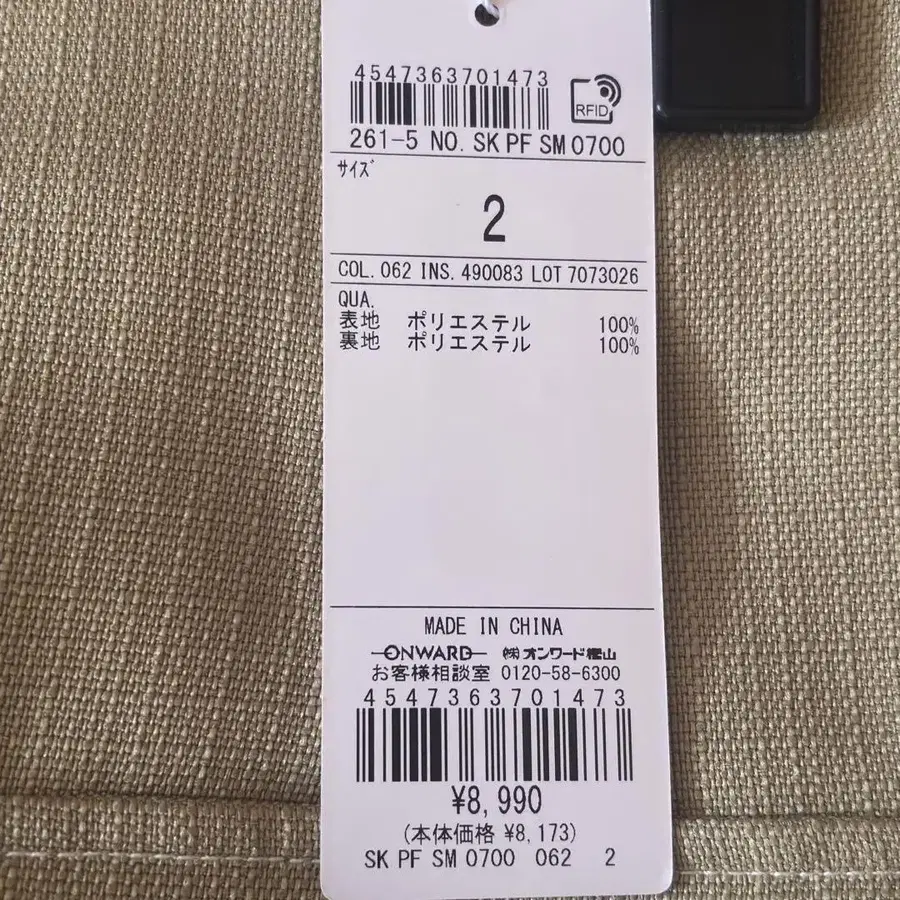 4547363701473
RFID
261-5 NO. SK PF SM 0700
ｻｲｽﾞ
2
COL. 062 INS. 490083 LOT 7073026
QUA.
表地 ポリエステル 100%
裏地 ポリエステル 100%
MADE IN CHINA
ONWARD ㈱オンワード樫山
お客様相談室 0120-58-6300
4547363701473
¥8,990
(本体価格 ¥8,173)
SK PF SM 0700 062 2